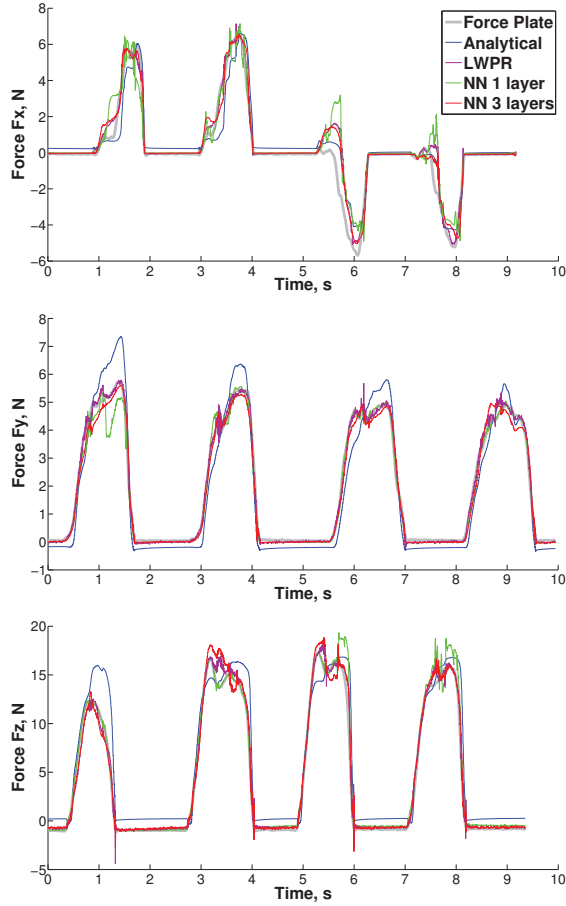 8
6
4
2
0
−2
−4
−6
Force Fx, N
Force Plate
Analytical
LWPR
NN 1 layer
NN 3 layers
0 1 2 3 4 5 6 7 8 9 10
Time, s
8
7
6
5
4
3
2
1
0
−1
Force Fy, N
0 1 2 3 4 5 6 7 8 9 10
Time, s
20
15
10
5
0
−5
Force Fz, N
0 1 2 3 4 5 6 7 8 9 10
Time, s